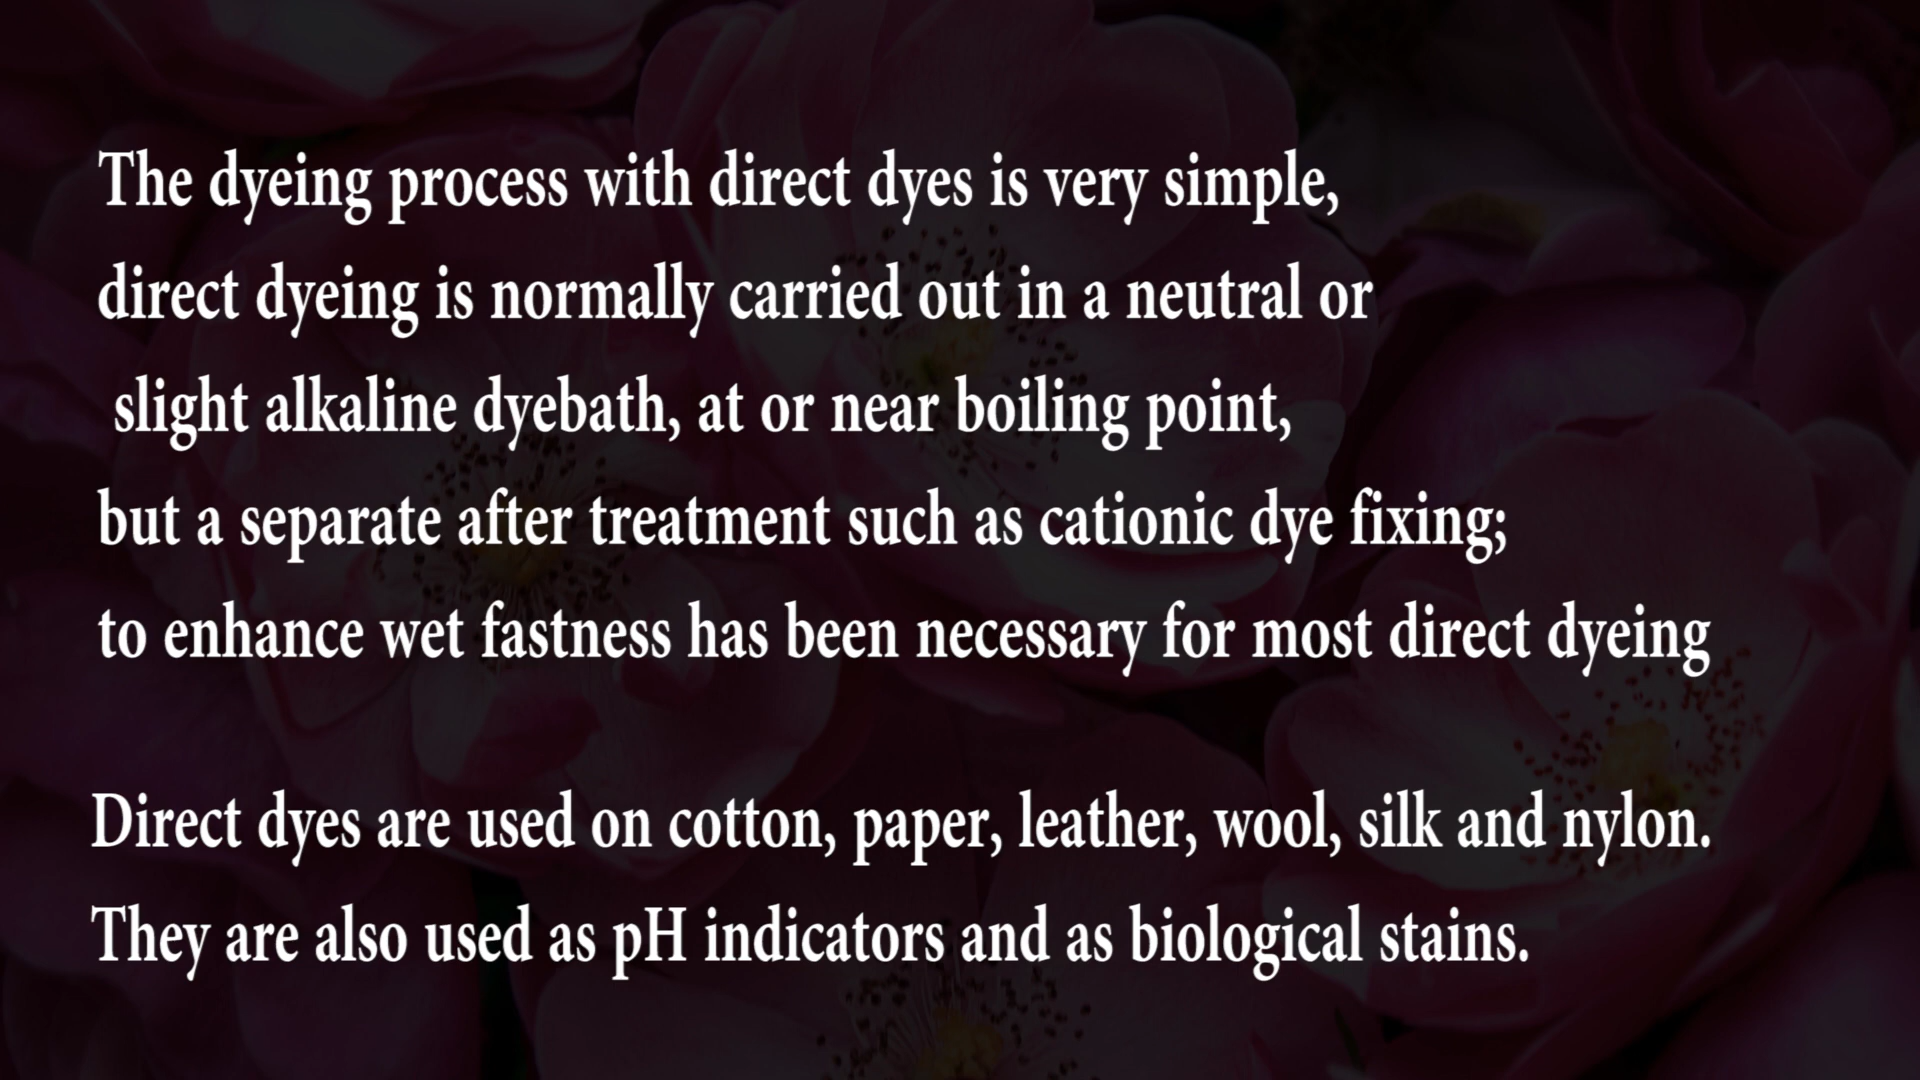 The dyeing process with direct dyes is very simple,
direct dyeing is normally carried out in a neutral or
slight alkaline dyebath, at or near boiling point,
but a separate after treatment such as cationic dye fixing;
to enhance wet fastness has been necessary for most direct dyeing
Direct dyes are used on cotton, paper, leather, wool, silk and nylon.
They are also used as pH indicators and as biological stains.